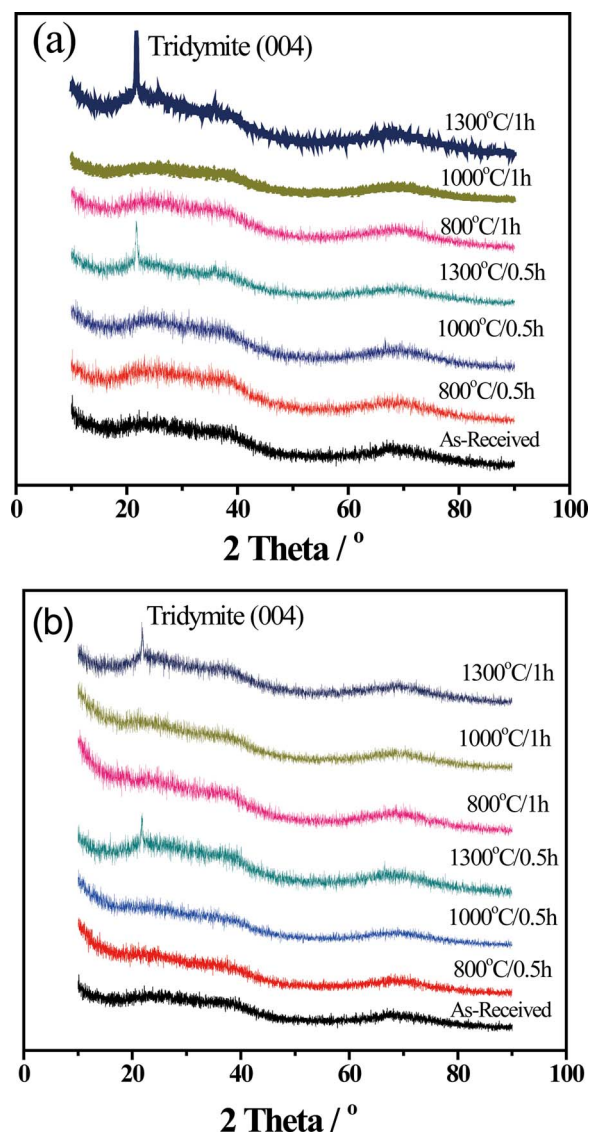 (a)
Tridymite (004)
1300°C/1h
1000°C/1h
800°C/1h
1300°C/0.5h
1000°C/0.5h
800°C/0.5h
As-Received
0 20 40 60 80 100
2 Theta / °
(b)
Tridymite (004)
1300°C/1h
1000°C/1h
800°C/1h
1300°C/0.5h
1000°C/0.5h
800°C/0.5h
As-Received
0 20 40 60 80 100
2 Theta / °